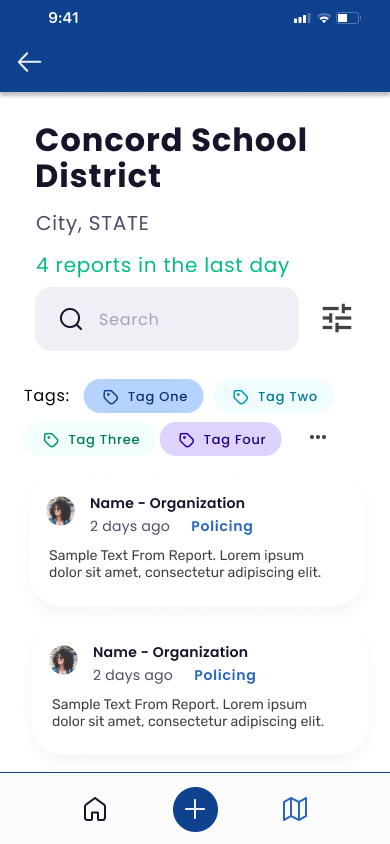 9:41
Concord School
District
City, STATE
4 reports in the last day
Search
Tags: Tag One Tag Two
Tag Three Tag Four
Name - Organization
2 days ago Policing
Sample Text From Report. Lorem ipsum
dolor sit amet, consectetur adipiscing elit.
Name - Organization
2 days ago Policing
Sample Text From Report. Lorem ipsum
dolor sit amet, consectetur adipiscing elit.